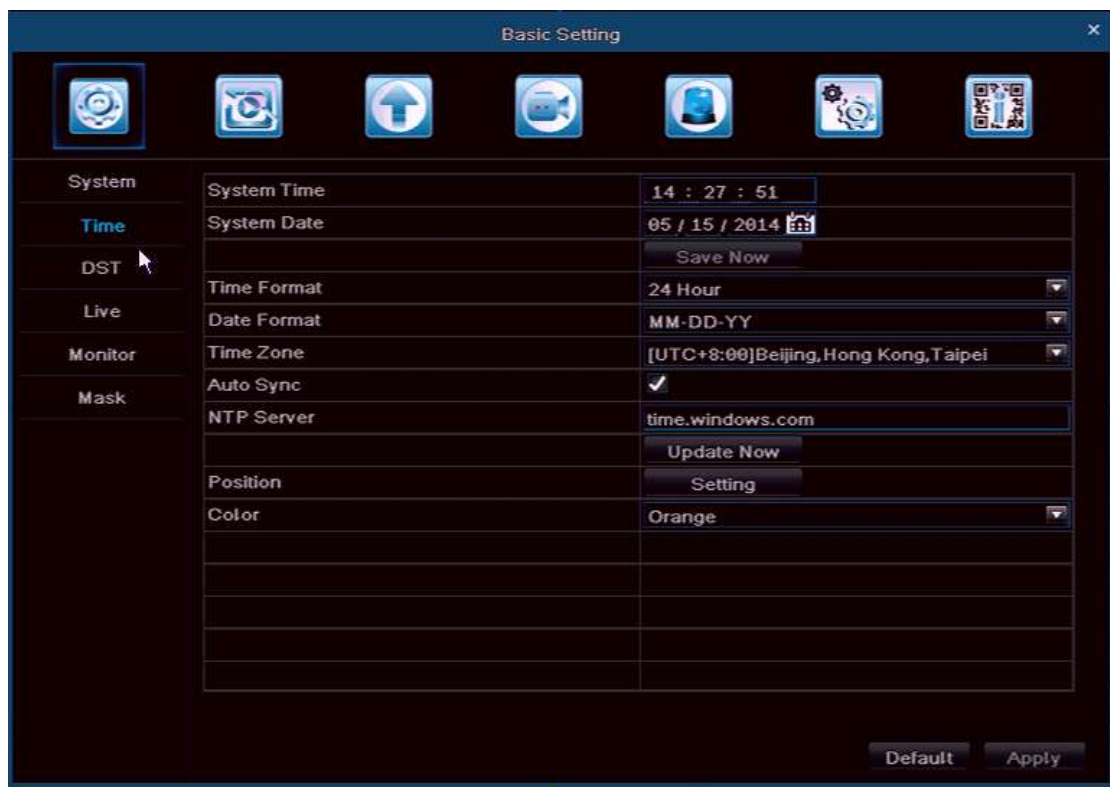 Basic Setting
System
Time
DST
Live
Monitor
Mask
System Time 14 : 27 : 51
System Date 05 / 15 / 2014
Save Now
Time Format 24 Hour
Date Format MM-DD-YY
Time Zone [UTC+8:00]Beijing,Hong Kong,Taipei
Auto Sync
NTP Server time.windows.com
Update Now
Position Setting
Color Orange
Default Apply